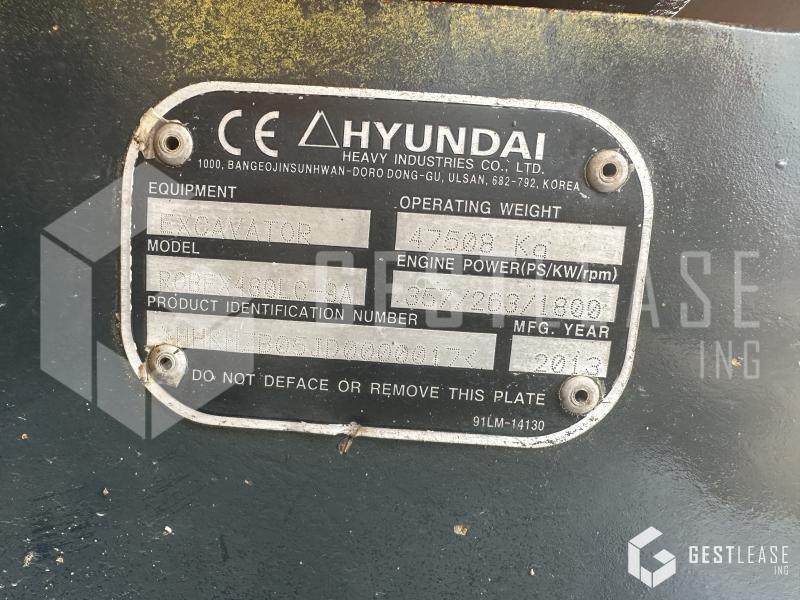 CE HYUNDAI
HEAVY INDUSTRIES CO., LTD.
1000, BANGEOJINSUNHWAN-DORO DONG-GU, ULSAN, 682-792, KOREA
EQUIPMENT
OPERATING WEIGHT
EXCAVATOR
47508 Kg
MODEL
ENGINE POWER(PS/KW/rpm)
ROBEX480LC-9A
357/263/1800
PRODUCT IDENTIFICATION NUMBER
MFG. YEAR
2013
DO NOT DEFACE OR REMOVE THIS PLATE
91LM-14130
GESTLEASE
ING
GESTLEASE
ING